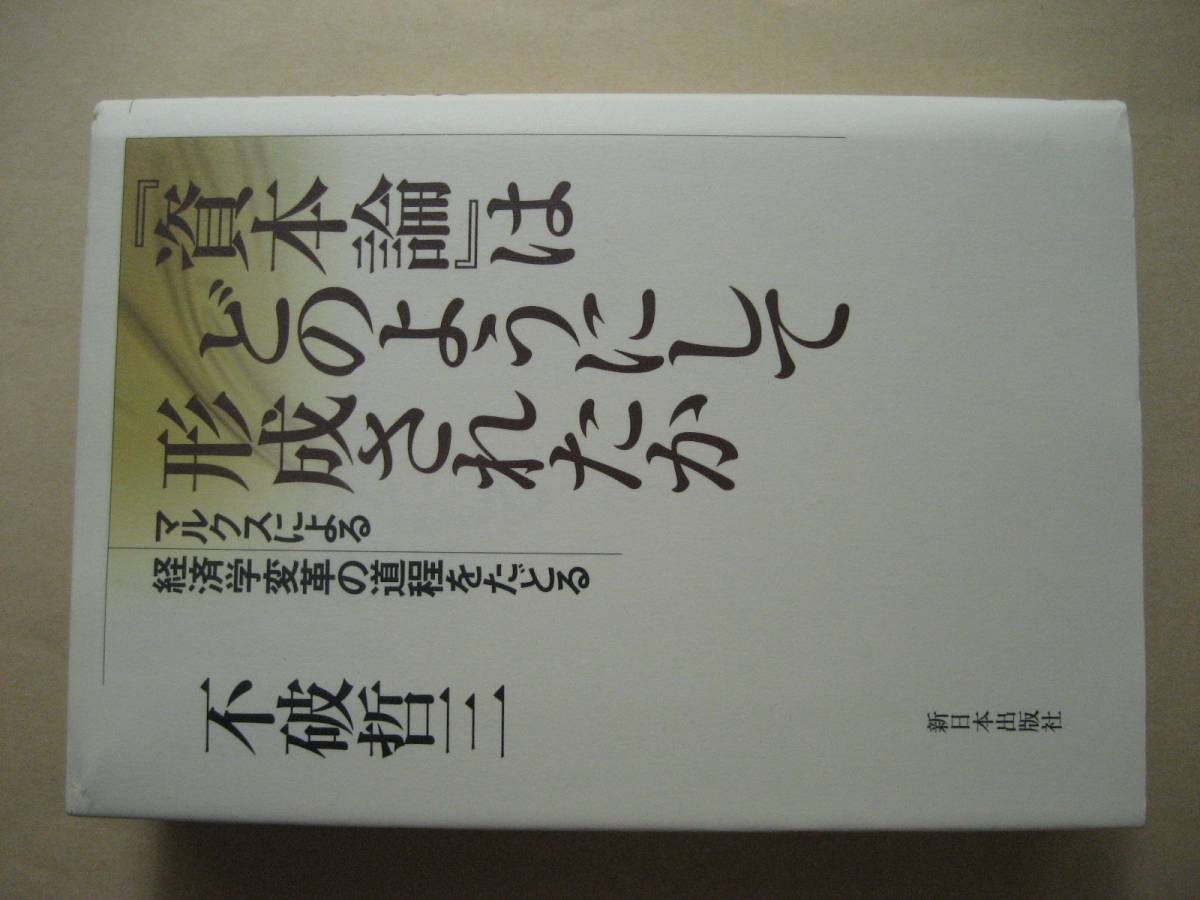 『資本論』は
どのようにして
形成されたか
マルクスによる
経済学変革の道程をたどる
不破哲三
新日本出版社